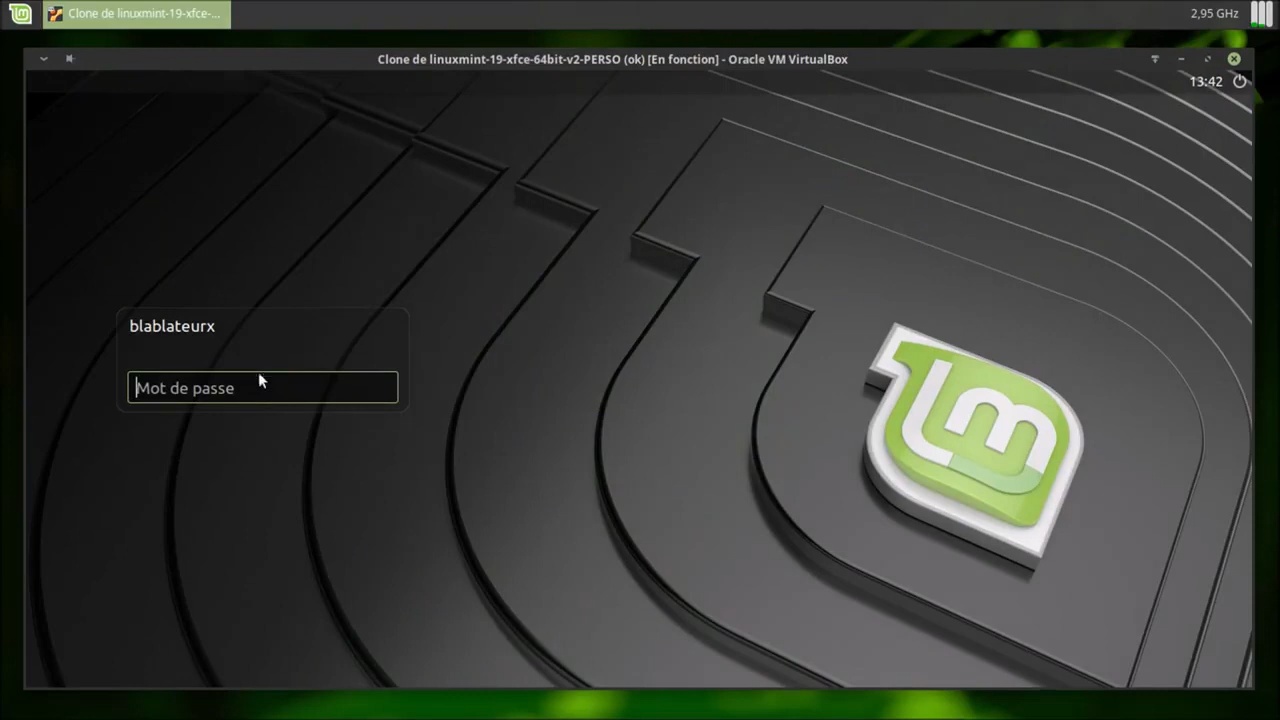 Clone de linuxmint-19-xfce-...
2,95 GHz
Clone de linuxmint-19-xfce-64bit-v2-PERSO (ok) [En fonction] - Oracle VM VirtualBox
13:42
blablateurx
Mot de passe
lm